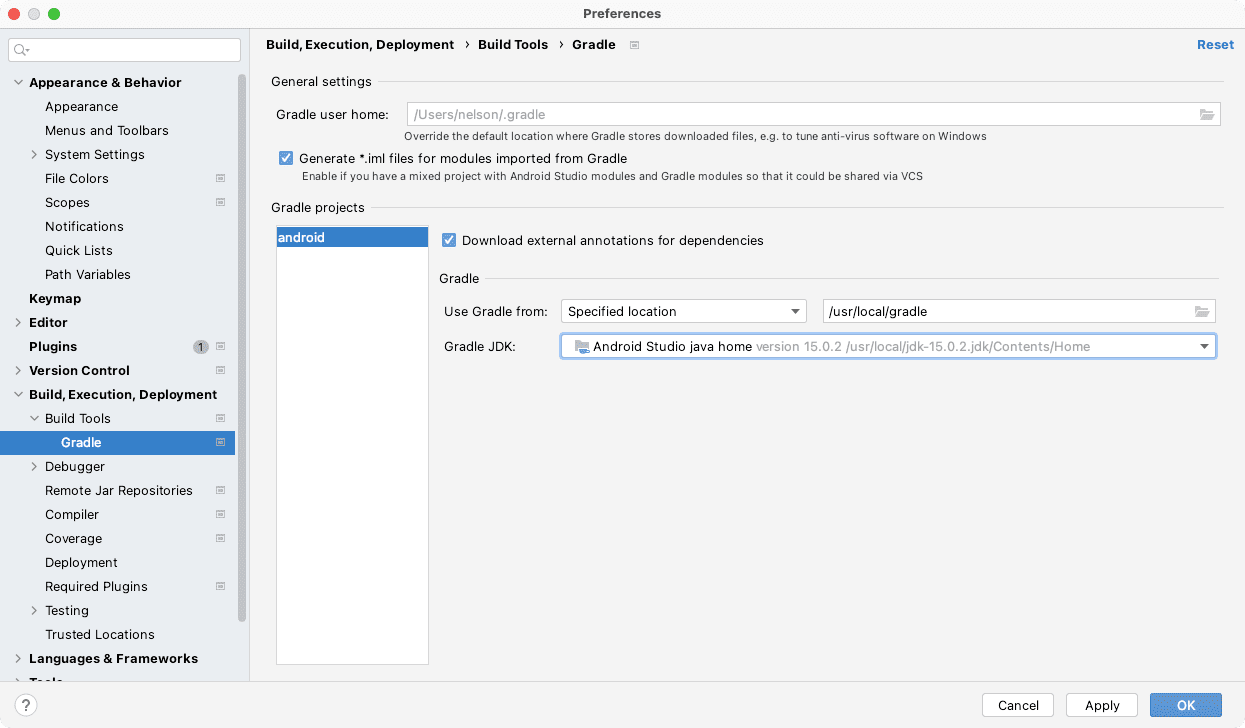 Preferences
Build, Execution, Deployment › Build Tools › Gradle
Reset
Appearance & Behavior
Appearance
Menus and Toolbars
System Settings
File Colors
Scopes
Notifications
Quick Lists
Path Variables
Keymap
Editor
Plugins 1
Version Control
Build, Execution, Deployment
Build Tools
Gradle
Debugger
Remote Jar Repositories
Compiler
Coverage
Deployment
Required Plugins
Testing
Trusted Locations
Languages & Frameworks
Tools
General settings
Gradle user home: /Users/nelson/.gradle
Override the default location where Gradle stores downloaded files, e.g. to tune anti-virus software on Windows
Generate *.iml files for modules imported from Gradle
Enable if you have a mixed project with Android Studio modules and Gradle modules so that it could be shared via VCS
Gradle projects
android
Download external annotations for dependencies
Gradle
Use Gradle from: Specified location /usr/local/gradle
Gradle JDK: Android Studio java home version 15.0.2 /usr/local/jdk-15.0.2.jdk/Contents/Home
? Cancel Apply OK